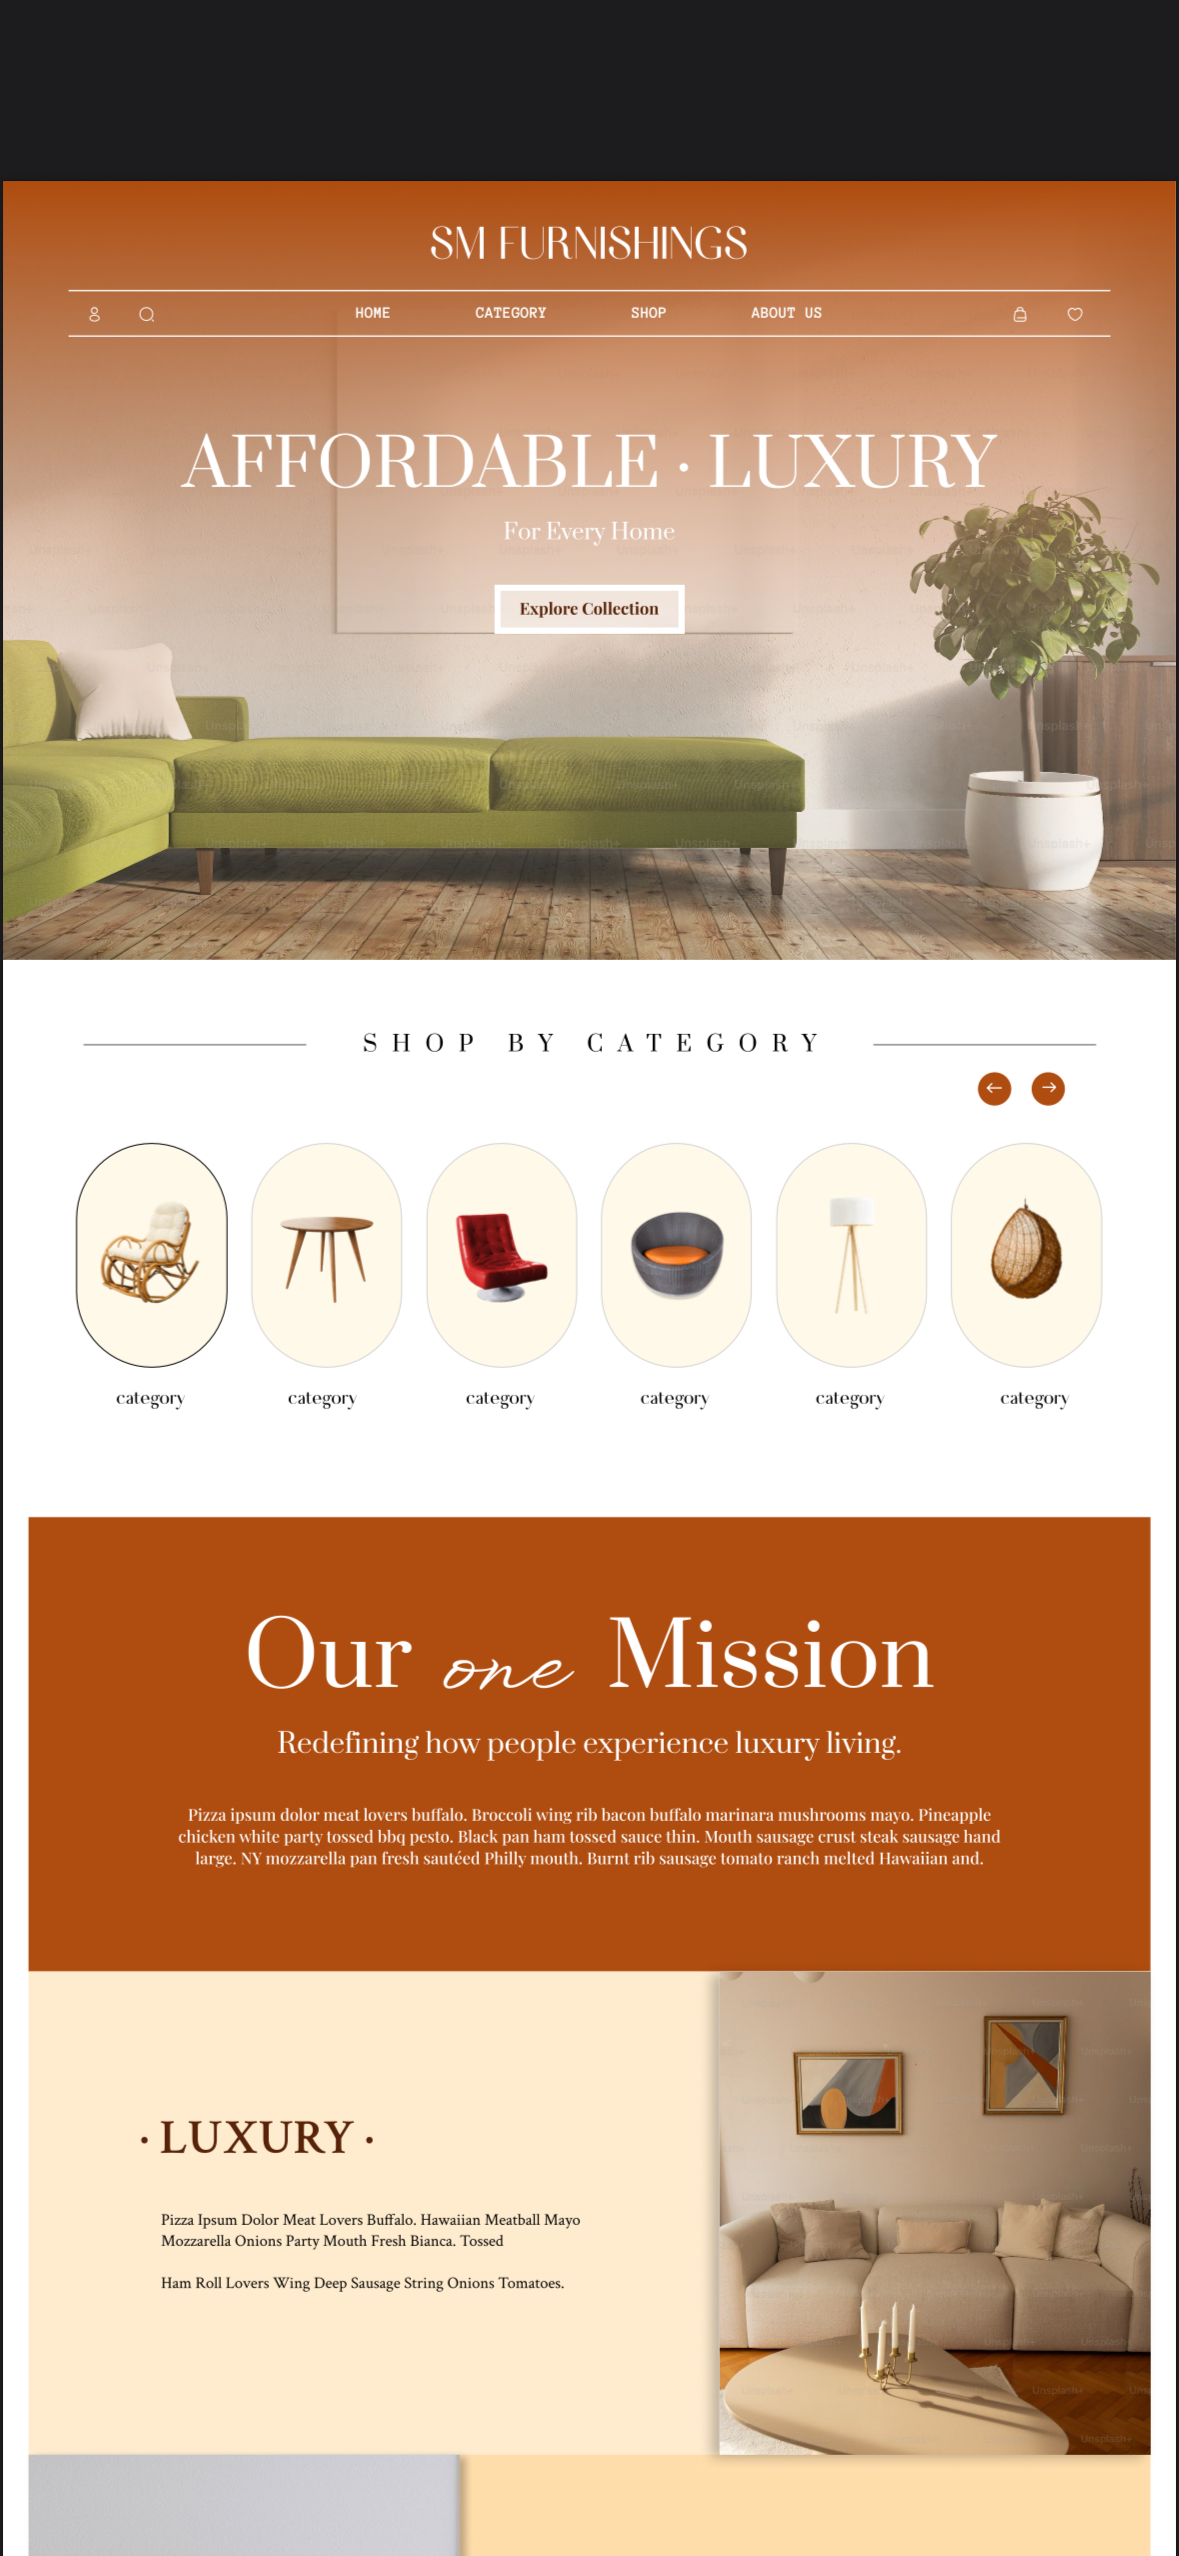 SM FURNISHINGS
HOME CATEGORY SHOP ABOUT US
AFFORDABLE · LUXURY
For Every Home
Explore Collection
SHOP BY CATEGORY
category category category category category category
Our one Mission
Redefining how people experience luxury living.
Pizza ipsum dolor meat lovers buffalo. Broccoli wing rib bacon buffalo marinara mushrooms mayo. Pineapple
chicken white party tossed bbq pesto. Black pan ham tossed sauce thin. Mouth sausage crust steak sausage hand
large. NY mozzarella pan fresh sautéed Philly mouth. Burnt rib sausage tomato ranch melted Hawaiian and.
· LUXURY ·
Pizza Ipsum Dolor Meat Lovers Buffalo. Hawaiian Meatball Mayo
Mozzarella Onions Party Mouth Fresh Bianca. Tossed
Ham Roll Lovers Wing Deep Sausage String Onions Tomatoes.